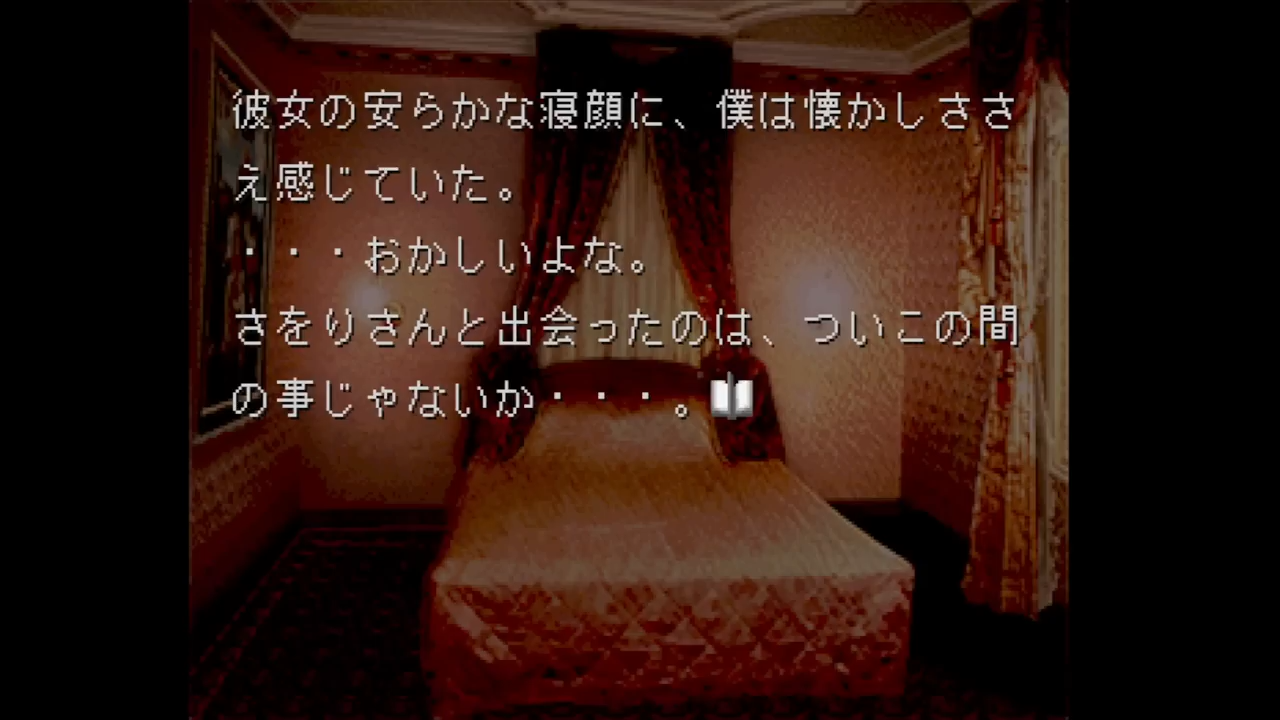 彼女の安らかな寝顔に、僕は懐かしささ
え感じていた。
・・・おかしいよな。
さをりさんと出会ったのは、ついこの間
の事じゃないか・・・。